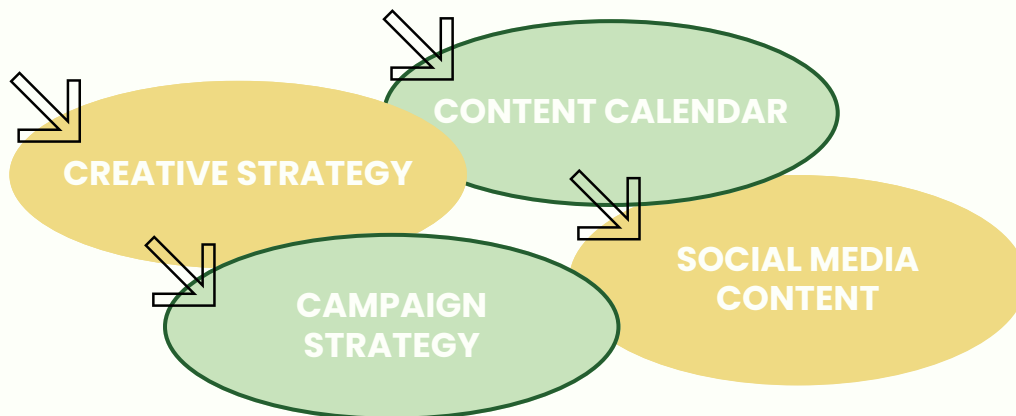 CONTENT CALENDAR
CREATIVE STRATEGY
SOCIAL MEDIA
CONTENT
CAMPAIGN
STRATEGY